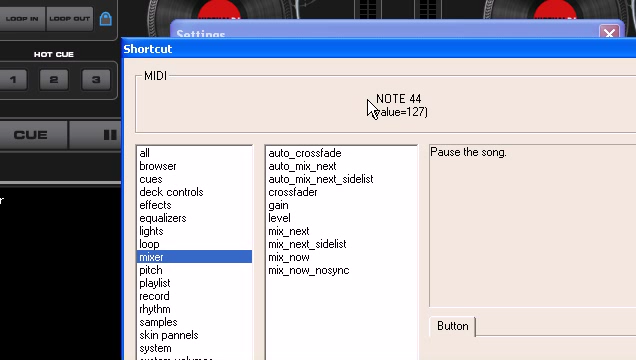 LOOP IN
LOOP OUT
Settings
HOT CUE
1
2
3
CUE
Shortcut
MIDI
NOTE 44
value=127)
all
browser
cues
deck controls
effects
equalizers
lights
loop
mixer
pitch
playlist
record
rhythm
samples
skin pannels
system
auto_crossfade
auto_mix_next
auto_mix_next_sidelist
crossfader
gain
level
mix_next
mix_next_sidelist
mix_now
mix_now_nosync
Pause the song.
Button